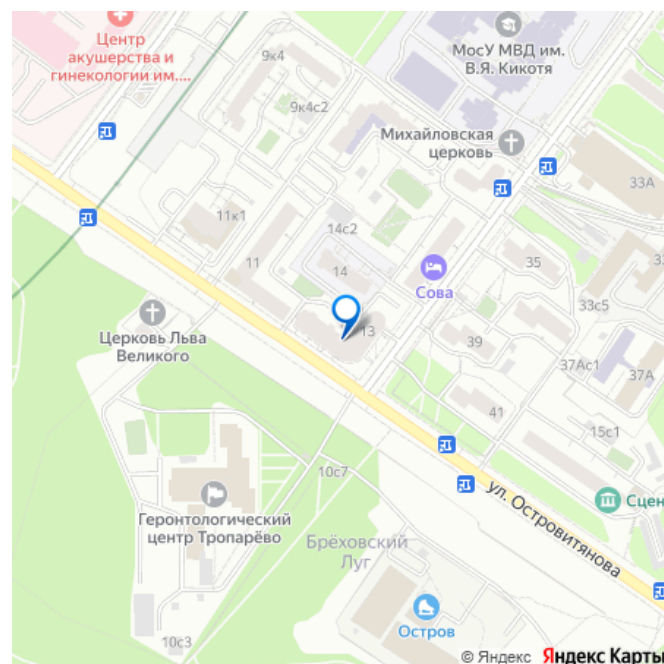 Центр
акушерства и
гинекологии им....
9к4
9к4с2
МосУ МВД им.
В.Я. Кикотя
Михайловская
церковь
33А
11к1
14с2
11
14
Сова
35
33с5
Церковь Льва
Великого
13
39
37Ас1
37А
41
15с1
10с7
ул. Островитянова
Сцен
Геронтологический
центр Тропарёво
Брёховский
Луг
Остров
10с3
© Яндекс Яндекс Карты